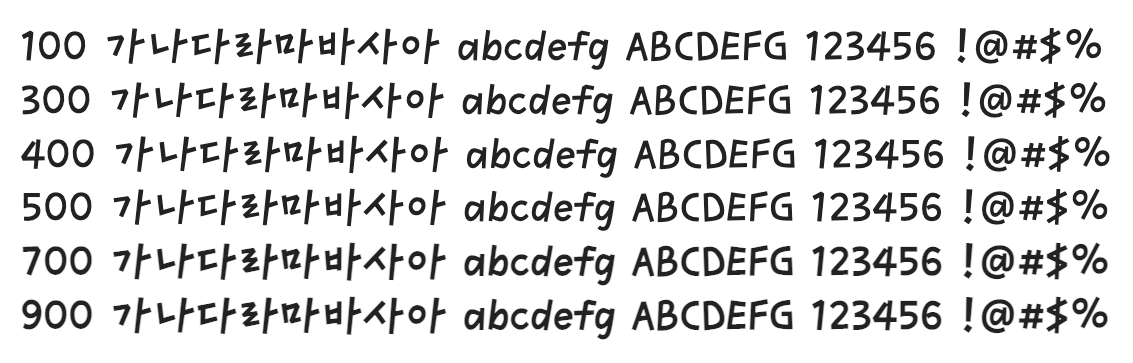 100 가나다라마바사아 abcdefg ABCDEFG 123456 !@#$%
300 가나다라마바사아 abcdefg ABCDEFG 123456 !@#$%
400 가나다라마바사아 abcdefg ABCDEFG 123456 !@#$%
500 가나다라마바사아 abcdefg ABCDEFG 123456 !@#$%
700 가나다라마바사아 abcdefg ABCDEFG 123456 !@#$%
900 가나다라마바사아 abcdefg ABCDEFG 123456 !@#$%